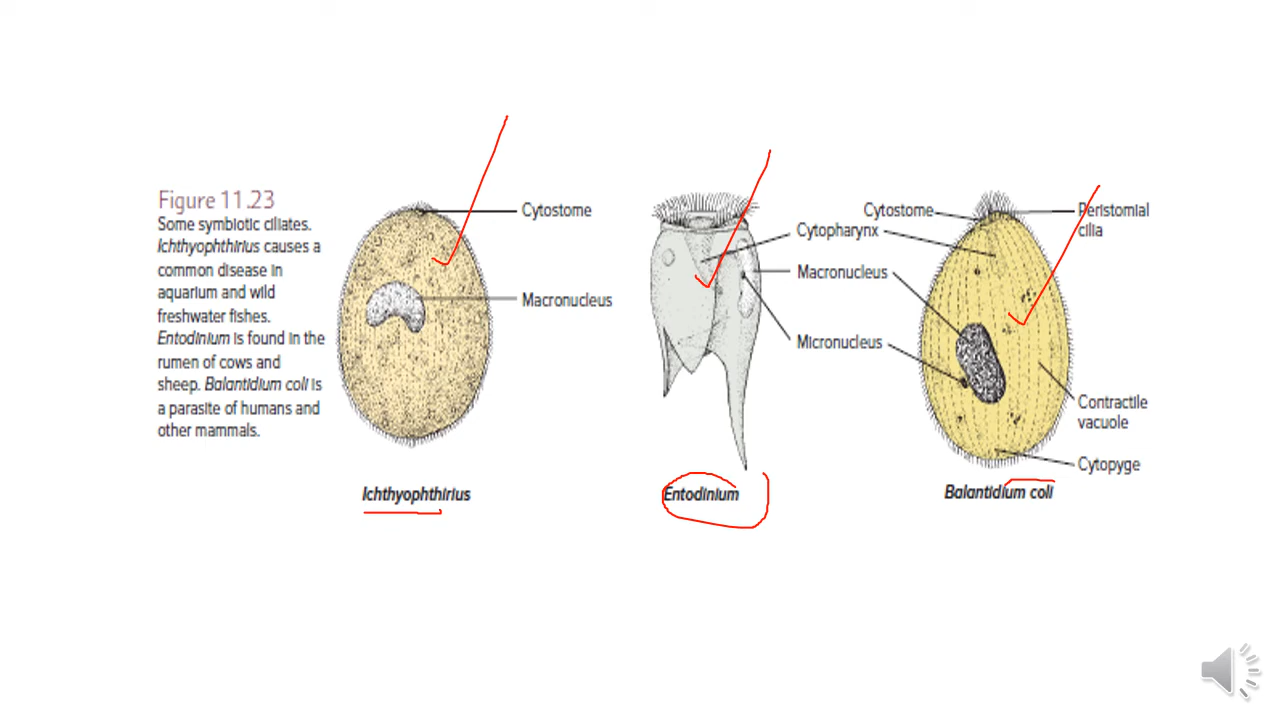 Figure 11.23
Some symbiotic ciliates.
Ichthyophthirius causes a
common disease in
aquarium and wild
freshwater fishes.
Entodinium is found in the
rumen of cows and
sheep. Balantidium coli is
a parasite of humans and
other mammals.
Cytostome
Macronucleus
Ichthyophthirius
Cytostome
Cytopharynx
Macronucleus
Micronucleus
Entodinium
Peristomial
cilia
Contractile
vacuole
Cytopyge
Balantidium coli